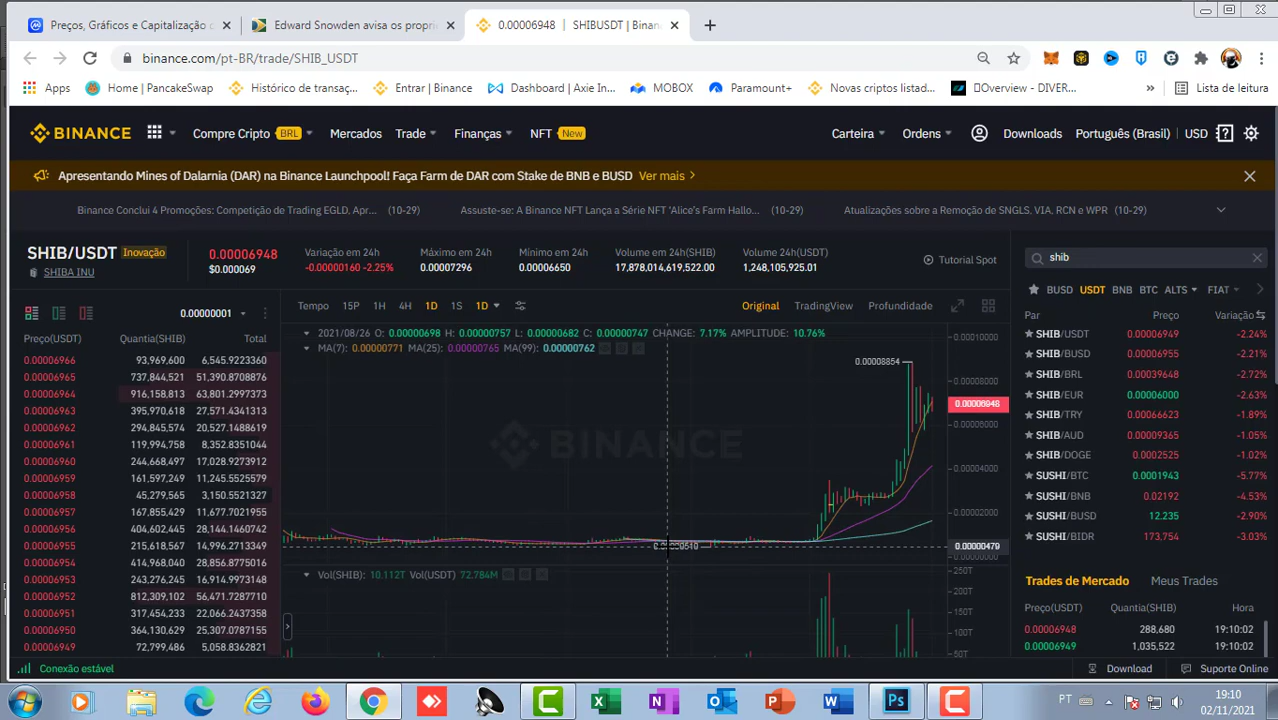 Preços, Gráficos e Capitalização d
Edward Snowden avisa os propri
0.00006948 | SHIBUSDT | Binan
binance.com/pt-BR/trade/SHIB_USDT
Apps
Home | PancakeSwap
Histórico de transaç...
Entrar | Binance
Dashboard | Axie In...
MOBOX
Paramount+
Novas criptos listad...
Overview - DIVER...
Lista de leitura
BINANCE
Compre Cripto BRL
Mercados
Trade
Finanças
NFT New
Carteira
Ordens
Downloads
Português (Brasil)
USD
Apresentando Mines of Dalarnia (DAR) na Binance Launchpool! Faça Farm de DAR com Stake de BNB e BUSD Ver mais
Binance Conclui 4 Promoções: Competição de Trading EGLD, Apr... (10-29)
Assuste-se: A Binance NFT Lança a Série NFT 'Alice's Farm Hallo... (10-29)
Atualizações sobre a Remoção de SNGLS, VIA, RCN e WPR (10-29)
SHIB/USDT Inovação
SHIBA INU
0.00006948
$0.000069
Variação em 24h
-0.00000160 -2.25%
Máximo em 24h
0.00007296
Mínimo em 24h
0.00006650
Volume em 24h(SHIB)
17,878,014,619,522.00
Volume 24h(USDT)
1,248,105,925.01
Tutorial Spot
0.00000001
Preço(USDT) Quantia(SHIB) Total
0.00006966 93,969,600 6,545.9223360
0.00006965 737,844,521 51,390.8708876
0.00006964 916,158,813 63,801.2997373
0.00006963 395,970,618 27,571.4341313
0.00006962 294,845,574 20,527.1488619
0.00006961 119,994,758 8,352.8351044
0.00006960 244,668,497 17,028.9273912
0.00006959 161,597,249 11,245.5525579
0.00006958 45,279,565 3,150.5521327
0.00006957 167,855,429 11,677.7021955
0.00006956 404,602,445 28,144.1460742
0.00006955 215,618,567 14,996.2713349
0.00006954 414,968,040 28,856.8775016
0.00006953 243,276,245 16,914.9973148
0.00006952 812,309,102 56,471.7287710
0.00006951 317,454,233 22,066.2437358
0.00006950 364,130,629 25,307.0787155
0.00006949 72,799,486 5,058.8362821
Tempo 15P 1H 4H 1D 1S 1D
Original TradingView Profundidade
2021/08/26 O: 0.00000698 H: 0.00000757 L: 0.00000682 C: 0.00000747 CHANGE: 7.17% AMPLITUDE: 10.76%
MA(7): 0.00000771 MA(25): 0.00000765 MA(99): 0.00000762
0.00010000
0.00008854
0.00008000
0.00006948
0.00006000
BINANCE
0.00004000
0.00002000
0.00000479
Vol(SHIB): 10.112T Vol(USDT) 72.784M
250T
200T
150T
100T
50T
shib
BUSD USDT BNB BTC ALTS FIAT
Par Preço Variação
SHIB/USDT 0.00006949 -2.24%
SHIB/BUSD 0.00006955 -2.21%
SHIB/BRL 0.00039648 -2.72%
SHIB/EUR 0.00006000 -2.63%
SHIB/TRY 0.00066623 -1.89%
SHIB/AUD 0.00009365 -1.05%
SHIB/DOGE 0.0002525 -1.02%
SUSHI/BTC 0.0001943 -5.77%
SUSHI/BNB 0.02192 -4.53%
SUSHI/BUSD 12.235 -2.90%
SUSHI/BIDR 173,754 -3.03%
Trades de Mercado Meus Trades
Preço(USDT) Quantia(SHIB) Hora
0.00006948 288,680 19:10:02
0.00006949 1,035,522 19:10:02
Conexão estável
Download
Suporte Online
PT
19:10
02/11/2021